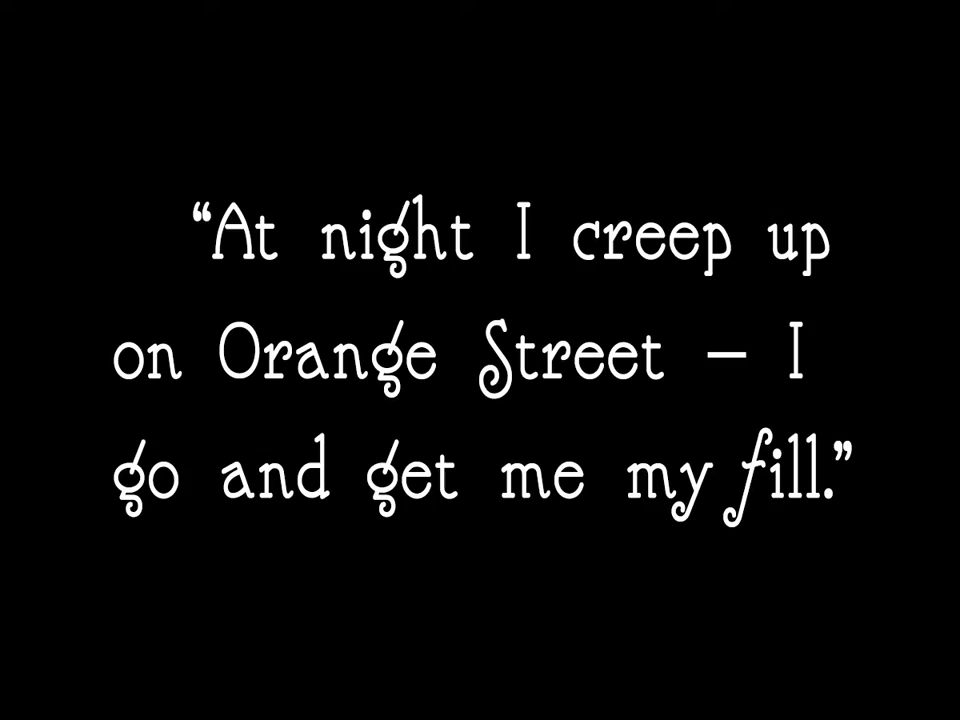 “At night I creep up
on Orange Street – I
go and get me my fill.”